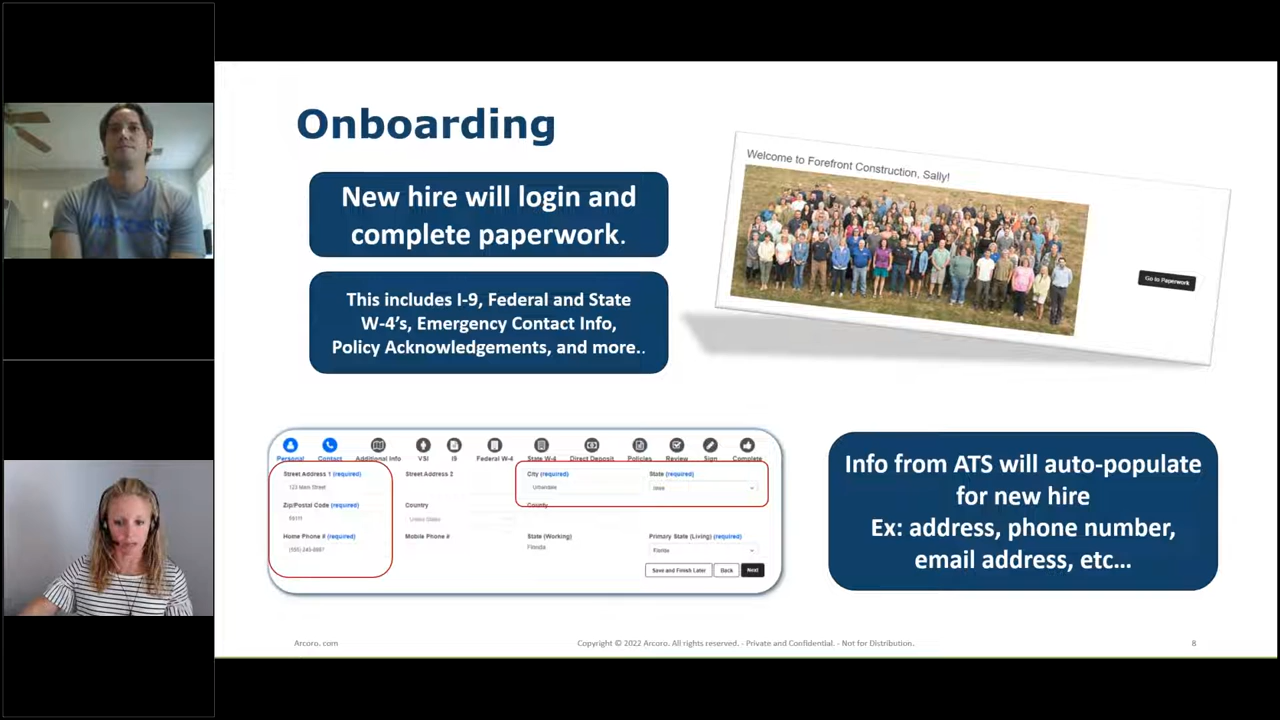 Onboarding
New hire will login and
complete paperwork.
This includes I-9, Federal and State
W-4's, Emergency Contact Info,
Policy Acknowledgements, and more..
Welcome to Forefront Construction, Sally!
Go to Paperwork
Personal Contact Additional Info VSI I9 Federal W-4 State W-4 Direct Deposit Policies Review Sign Complete
Street Address 1 (required) Street Address 2 City (required) State (required)
123 Main Street Urbandale Iowa
Zip/Postal Code (required) Country County
United States
Home Phone # (required) Mobile Phone # State (Working) Primary State (Living) (required)
Florida Florida
Save and Finish Later Back Next
Info from ATS will auto-populate
for new hire
Ex: address, phone number,
email address, etc...
Arcoro.com Copyright © 2022 Arcoro. All rights reserved. - Private and Confidential. - Not for Distribution. 8